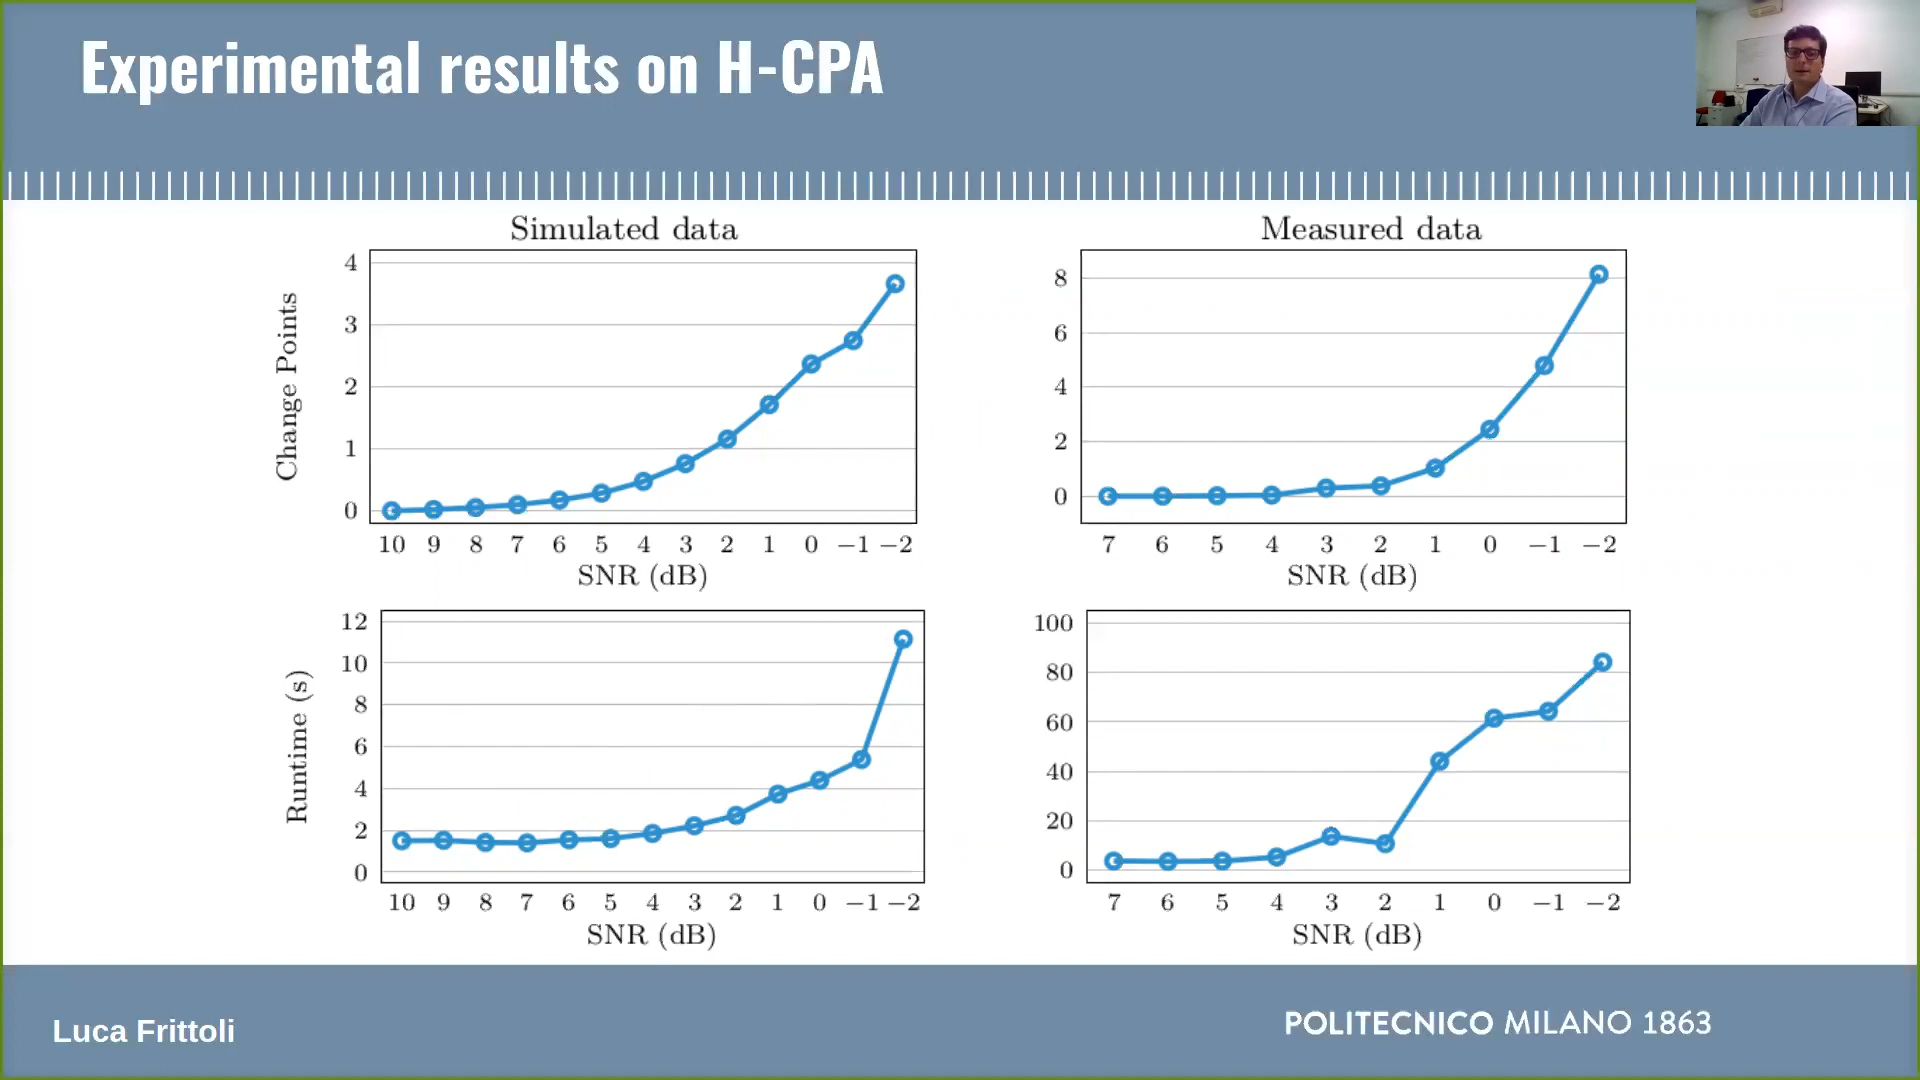 Experimental results on H-CPA
Simulated data
Change Points
4
3
2
1
0
10 9 8 7 6 5 4 3 2 1 0 −1 −2
SNR (dB)
Measured data
8
6
4
2
0
7 6 5 4 3 2 1 0 −1 −2
SNR (dB)
Runtime (s)
12
10
8
6
4
2
0
10 9 8 7 6 5 4 3 2 1 0 −1 −2
SNR (dB)
100
80
60
40
20
0
7 6 5 4 3 2 1 0 −1 −2
SNR (dB)
Luca Frittoli
POLITECNICO MILANO 1863